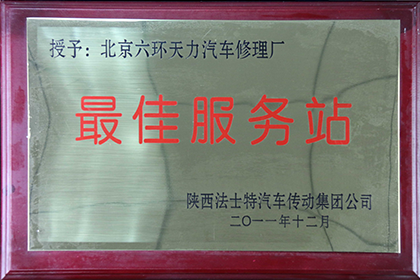 授予：北京六环天力汽车修理厂
最佳服务站
陕西法士特汽车传动集团公司
二〇一一年十二月